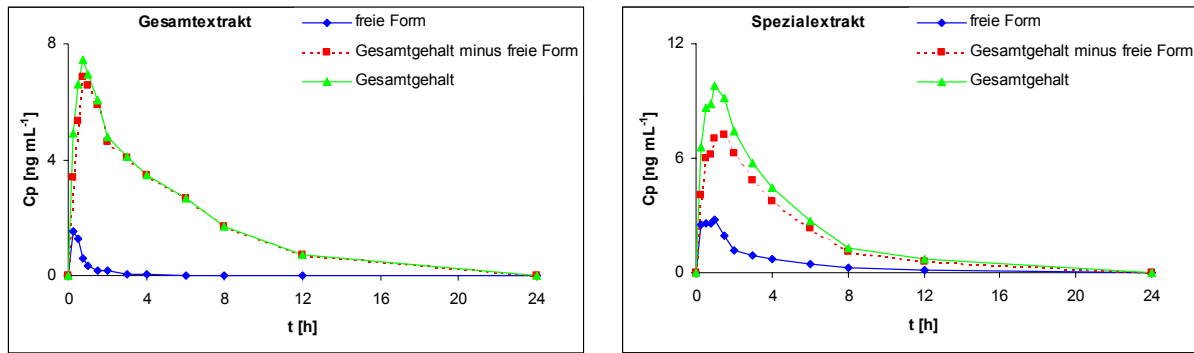 Gesamtextrakt
freie Form
Gesamtgehalt minus freie Form
Gesamtgehalt
Cp [ng mL-1]
8
4
0
0 4 8 12 16 20 24
t [h]
Spezialextrakt
freie Form
Gesamtgehalt minus freie Form
Gesamtgehalt
Cp [ng mL-1]
12
6
0
0 4 8 12 16 20 24
t [h]